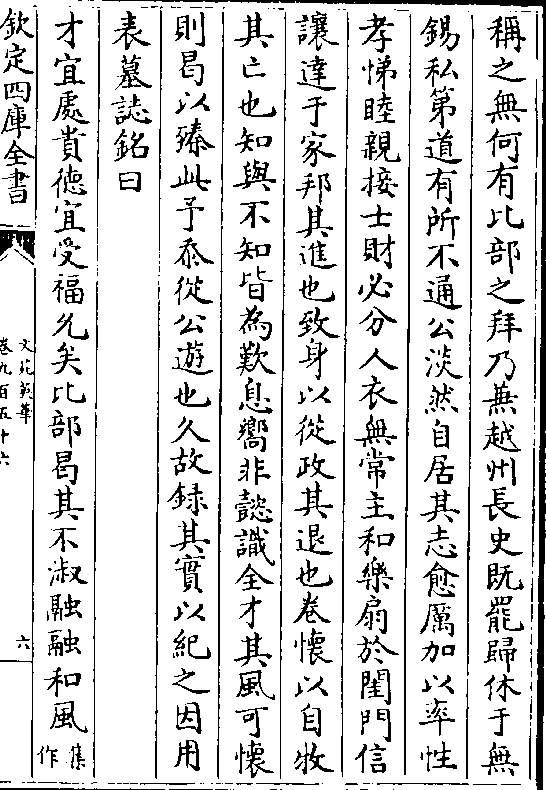 稱之無何有比部之拜乃兼越州長史既罷歸休于無
錫私第道有所不通公淡然自居其志愈厲加以率性
孝悌睦親接士財必分人衣無常主和樂扇於閨門信
讓達于家邦其進也致身以從政其退也卷懷以自牧
其亡也知與不知皆為歎息嚮非懿識全才其風可懷
則曷以臻此予忝從公遊也久故録其實以紀之因用
表墓誌銘曰
才宜處貴徳宜受福允矣比部曷其不淑融融和風集作
欽定四庫全書
文苑英華
卷九百五十六
六